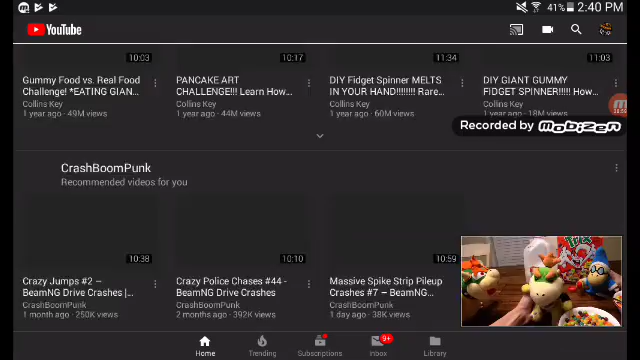 41% 2:40 PM
YouTube
10:03 10:17 11:34 11:03
Gummy Food vs. Real Food
Challenge! *EATING GIAN...
Collins Key
1 year ago · 49M views
PANCAKE ART
CHALLENGE!!! Learn How...
Collins Key
1 year ago · 44M views
DIY Fidget Spinner MELTS
IN YOUR HAND!!!!!!!! Rare...
Collins Key
1 year ago · 60M views
DIY GIANT GUMMY
FIDGET SPINNER!!!!! How...
Collins Key
1 year ago · 18M views
Recorded by mobizen
CrashBoomPunk
Recommended videos for you
10:38 10:10 10:59
Crazy Jumps #2 –
BeamNG Drive Crashes |...
CrashBoomPunk
1 month ago · 250K views
Crazy Police Chases #44 -
BeamNG Drive Crashes
CrashBoomPunk
2 months ago · 392K views
Massive Spike Strip Pileup
Crashes #7 – BeamNG...
CrashBoomPunk
1 day ago · 38K views
9+
Home Trending Subscriptions Inbox Library